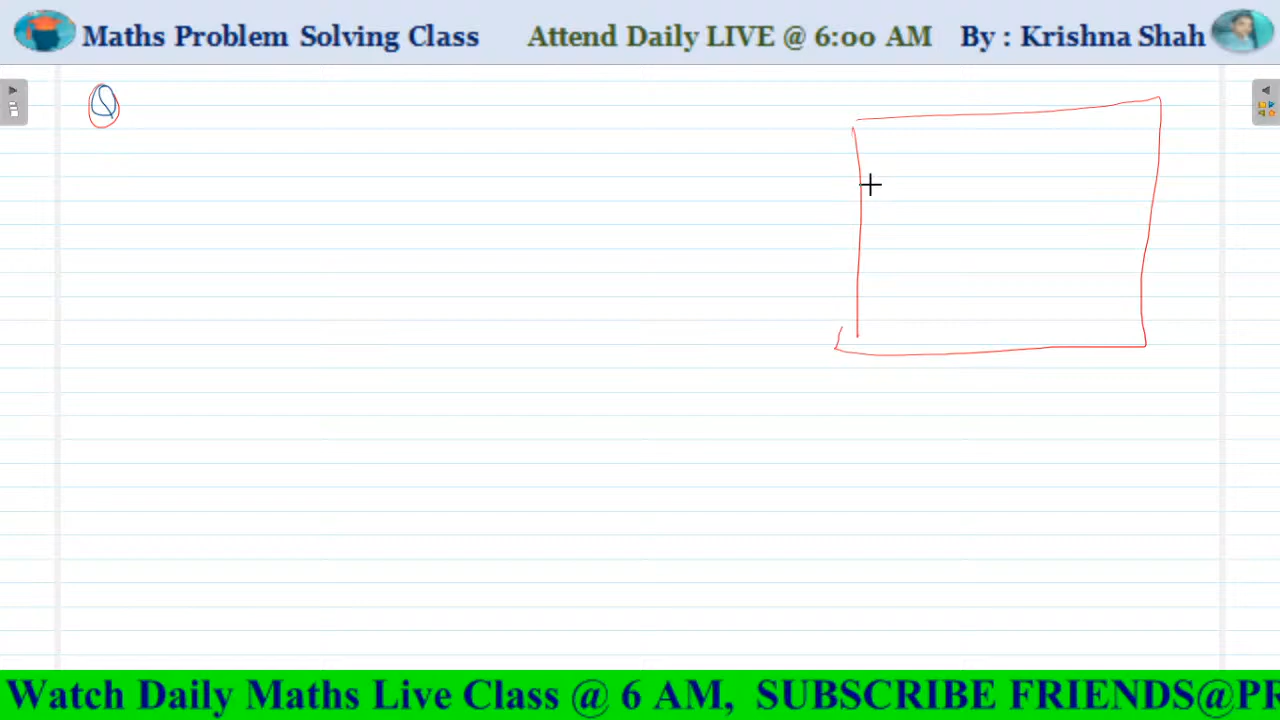 Maths Problem Solving Class Attend Daily LIVE @ 6:00 AM By : Krishna Shah
Q
Watch Daily Maths Live Class @ 6 AM, SUBSCRIBE FRIENDS@PR